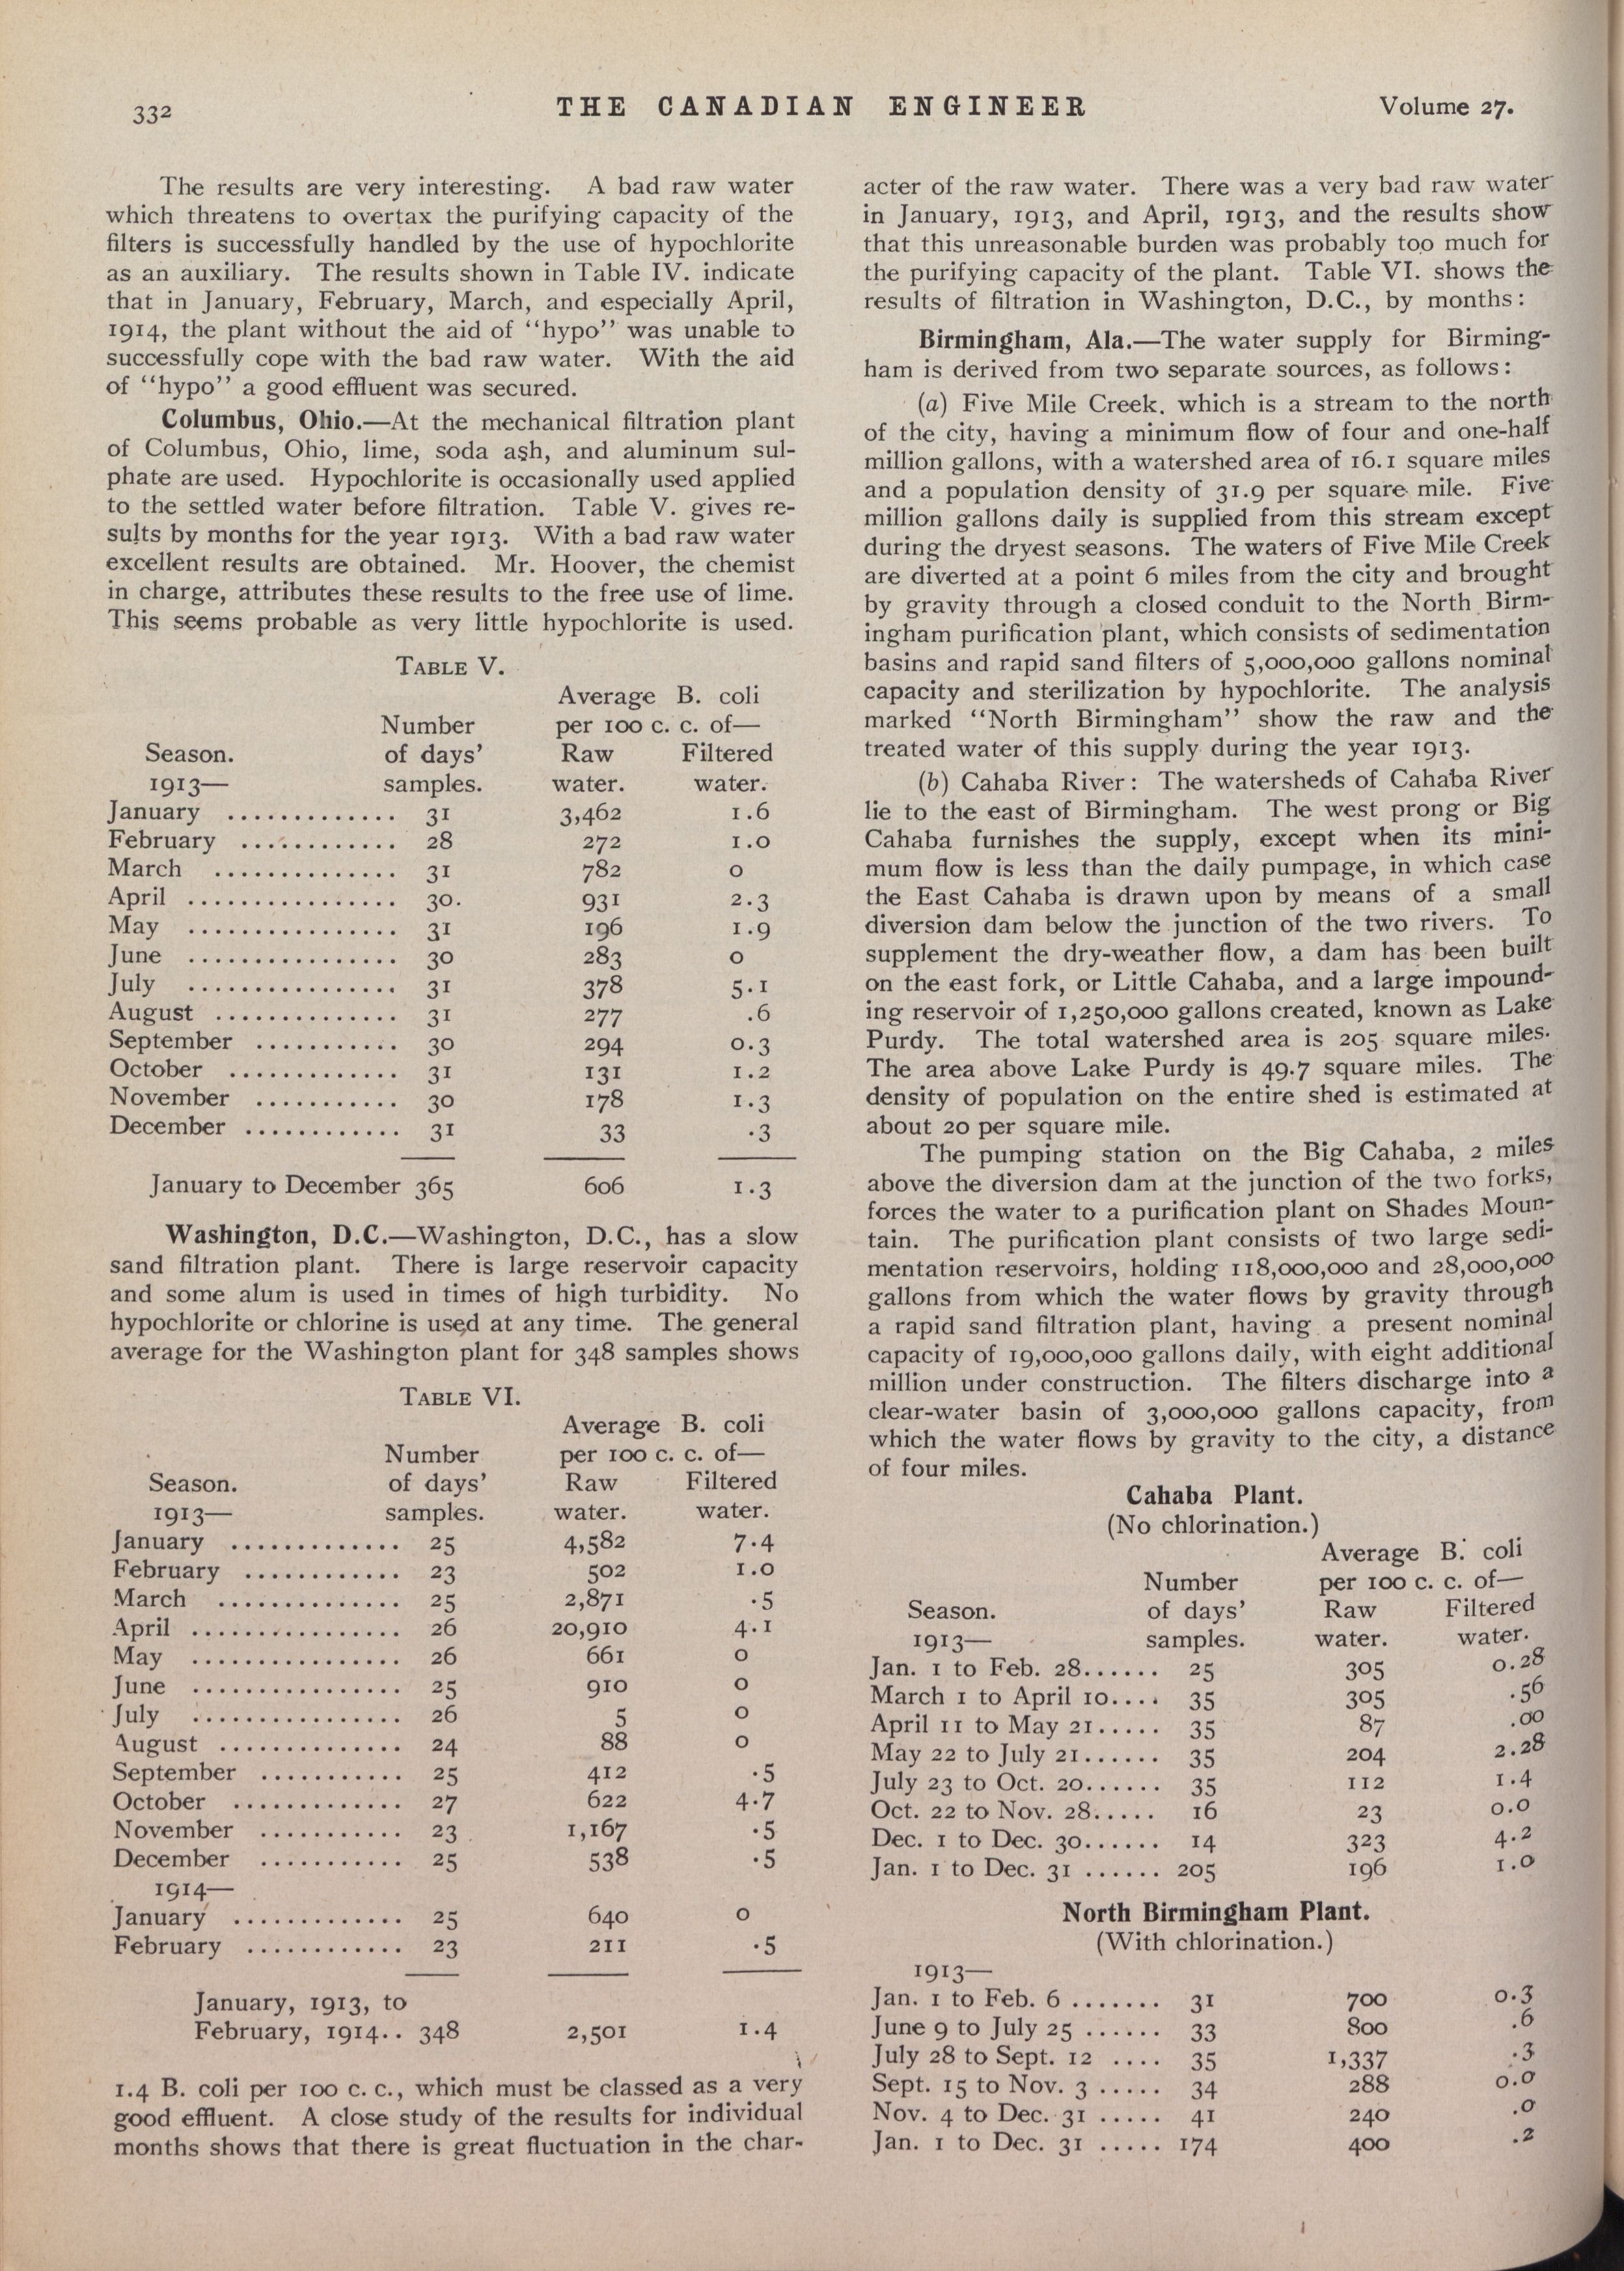 332
THE CANADIAN ENGINEER
Volume 27.
The results are very interesting. A bad raw water
which threatens to overtax the purifying capacity of the
filters is successfully handled by the use of hypochlorite
as an auxiliary. The results shown in Table IV. indicate
that in January, February, March, and especially April,
1914, the plant without the aid of "hypo" was unable to
successfully cope with the bad raw water. With the aid
of "hypo" a good effluent was secured.
Columbus, Ohio.—At the mechanical filtration plant
of Columbus, Ohio, lime, soda ash, and aluminum sul-
phate are used. Hypochlorite is occasionally used applied
to the settled water before filtration. Table V. gives re-
sults by months for the year 1913. With a bad raw water
excellent results are obtained. Mr. Hoover, the chemist
in charge, attributes these results to the free use of lime.
This seems probable as very little hypochlorite is used.
TABLE V.
Average B. coli
Number per 100 c. c. of—
Season. of days' Raw Filtered
1913— samples. water. water.
January ............. 31 3,462 1.6
February ............ 28 272 1.0
March .............. 31 782 0
April ................ 30. 931 2.3
May ................ 31 196 1.9
June ................ 30 283 0
July ................ 31 378 5.1
August .............. 31 277 .6
September ........... 30 294 0.3
October ............. 31 131 1.2
November ........... 30 178 1.3
December ............ 31 33 .3
January to December 365 606 1.3
Washington, D.C.—Washington, D.C., has a slow
sand filtration plant. There is large reservoir capacity
and some alum is used in times of high turbidity. No
hypochlorite or chlorine is used at any time. The general
average for the Washington plant for 348 samples shows
TABLE VI.
Average B. coli
Number per 100 c. c. of—
Season. of days' Raw Filtered
1913— samples. water. water.
January ............. 25 4,582 7.4
February ............ 23 502 1.0
March .............. 25 2,871 .5
April ................ 26 20,910 4.1
May ................ 26 661 0
June ................ 25 910 0
July ................ 26 5 0
August .............. 24 88 0
September ........... 25 412 .5
October ............. 27 622 4.7
November ........... 23 1,167 .5
December ........... 25 538 .5
1914—
January ............. 25 640 0
February ............ 23 211 .5
January, 1913, to
February, 1914.. 348 2,501 1.4
1.4 B. coli per 100 c. c., which must be classed as a very
good effluent. A close study of the results for individual
months shows that there is great fluctuation in the char-
acter of the raw water. There was a very bad raw water
in January, 1913, and April, 1913, and the results show
that this unreasonable burden was probably too much for
the purifying capacity of the plant. Table VI. shows the
results of filtration in Washington, D.C., by months:
Birmingham, Ala.—The water supply for Birming-
ham is derived from two separate sources, as follows:
(a) Five Mile Creek. which is a stream to the north
of the city, having a minimum flow of four and one-half
million gallons, with a watershed area of 16.1 square miles
and a population density of 31.9 per square mile. Five
million gallons daily is supplied from this stream except
during the dryest seasons. The waters of Five Mile Creek
are diverted at a point 6 miles from the city and brought
by gravity through a closed conduit to the North Birm-
ingham purification plant, which consists of sedimentation
basins and rapid sand filters of 5,000,000 gallons nominal
capacity and sterilization by hypochlorite. The analysis
marked "North Birmingham" show the raw and the
treated water of this supply during the year 1913.
(b) Cahaba River: The watersheds of Cahaba River
lie to the east of Birmingham. The west prong or Big
Cahaba furnishes the supply, except when its mini-
mum flow is less than the daily pumpage, in which case
the East Cahaba is drawn upon by means of a small
diversion dam below the junction of the two rivers. To
supplement the dry-weather flow, a dam has been built
on the east fork, or Little Cahaba, and a large impound-
ing reservoir of 1,250,000 gallons created, known as Lake
Purdy. The total watershed area is 205 square miles.
The area above Lake Purdy is 49.7 square miles. The
density of population on the entire shed is estimated at
about 20 per square mile.
The pumping station on the Big Cahaba, 2 miles
above the diversion dam at the junction of the two forks,
forces the water to a purification plant on Shades Moun-
tain. The purification plant consists of two large sedi-
mentation reservoirs, holding 118,000,000 and 28,000,000
gallons from which the water flows by gravity through
a rapid sand filtration plant, having a present nominal
capacity of 19,000,000 gallons daily, with eight additional
million under construction. The filters discharge into a
clear-water basin of 3,000,000 gallons capacity, from
which the water flows by gravity to the city, a distance
of four miles.
Cahaba Plant.
(No chlorination.)
Average B. coli
Number per 100 c. c. of—
Season. of days' Raw Filtered
1913— samples. water. water.
Jan. 1 to Feb. 28...... 25 305 0.28
March 1 to April 10.... 35 305 .56
April 11 to May 21..... 35 87 .00
May 22 to July 21...... 35 204 2.28
July 23 to Oct. 20...... 35 112 1.4
Oct. 22 to Nov. 28..... 16 23 0.0
Dec. 1 to Dec. 30...... 14 323 4.2
Jan. 1 to Dec. 31 ...... 205 196 1.0
North Birmingham Plant.
(With chlorination.)
1913—
Jan. 1 to Feb. 6 ....... 31 700 0.3
June 9 to July 25 ...... 33 800 .6
July 28 to Sept. 12 .... 35 1,337 .3
Sept. 15 to Nov. 3 ..... 34 288 0.0
Nov. 4 to Dec. 31 ..... 41 240 .0
Jan. 1 to Dec. 31 ..... 174 400 .2